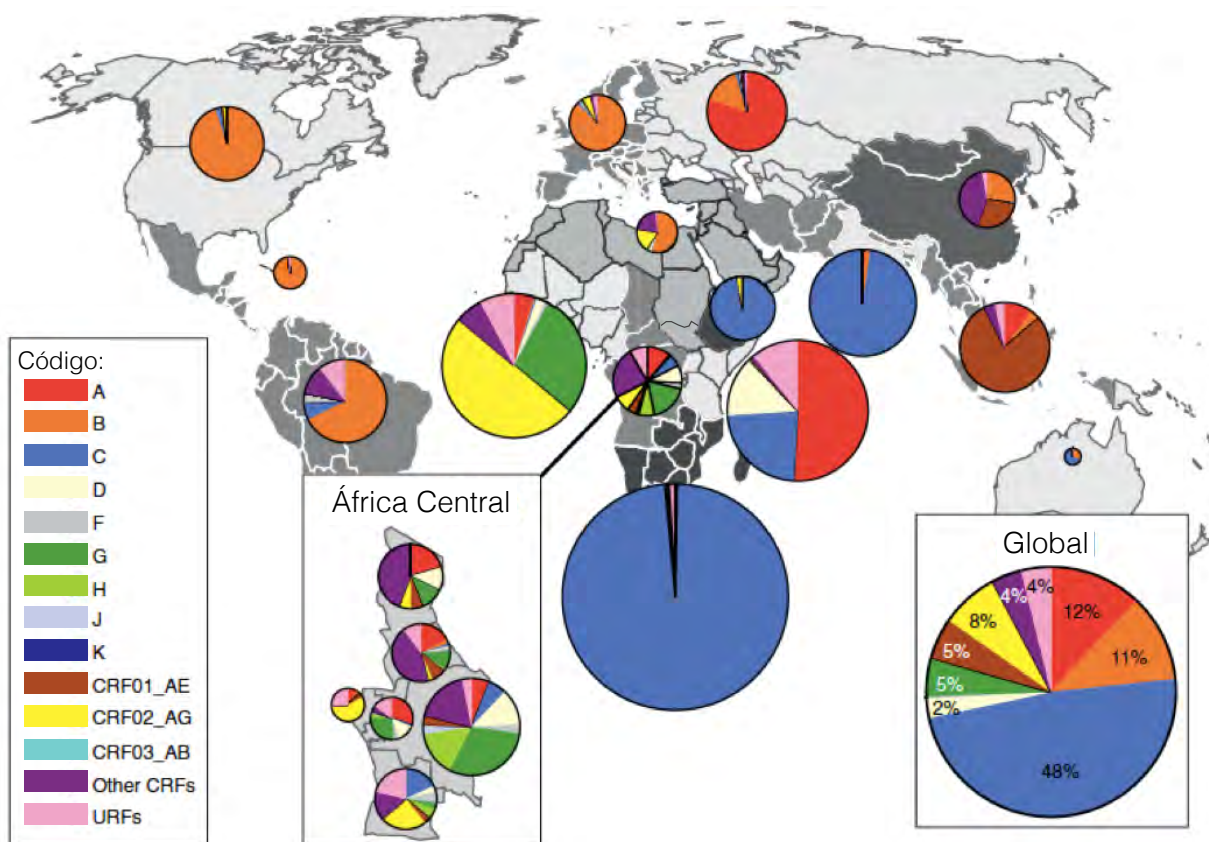 Código:
A
B
C
D
F
G
H
J
K
CRF01_AE
CRF02_AG
CRF03_AB
Other CRFs
URFs
África Central
Global
4%
4%
12%
8%
11%
5%
5%
2%
48%